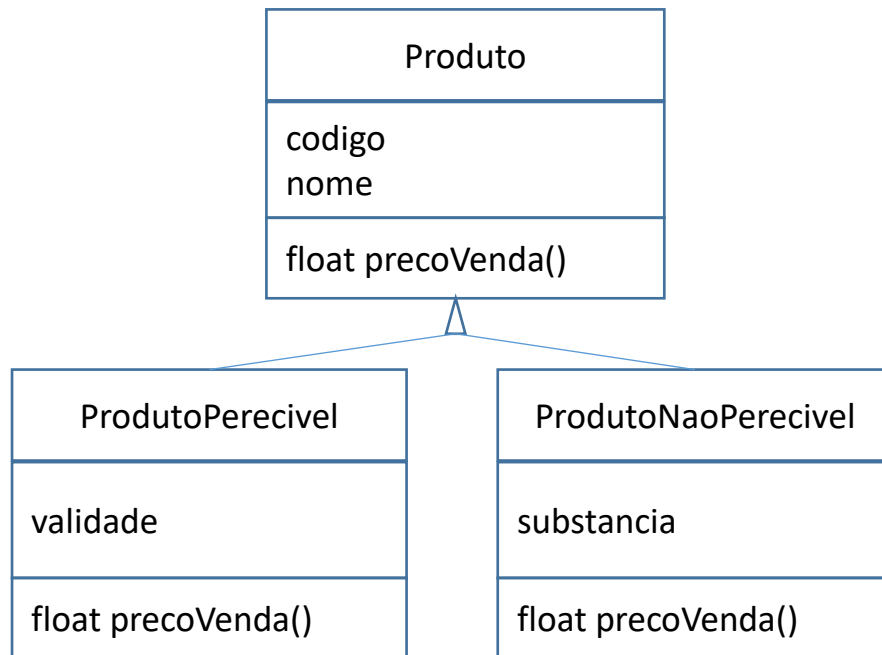 Produto
codigo
nome
float precoVenda()
ProdutoPerecivel
validade
float precoVenda()
ProdutoNaoPerecivel
substancia
float precoVenda()